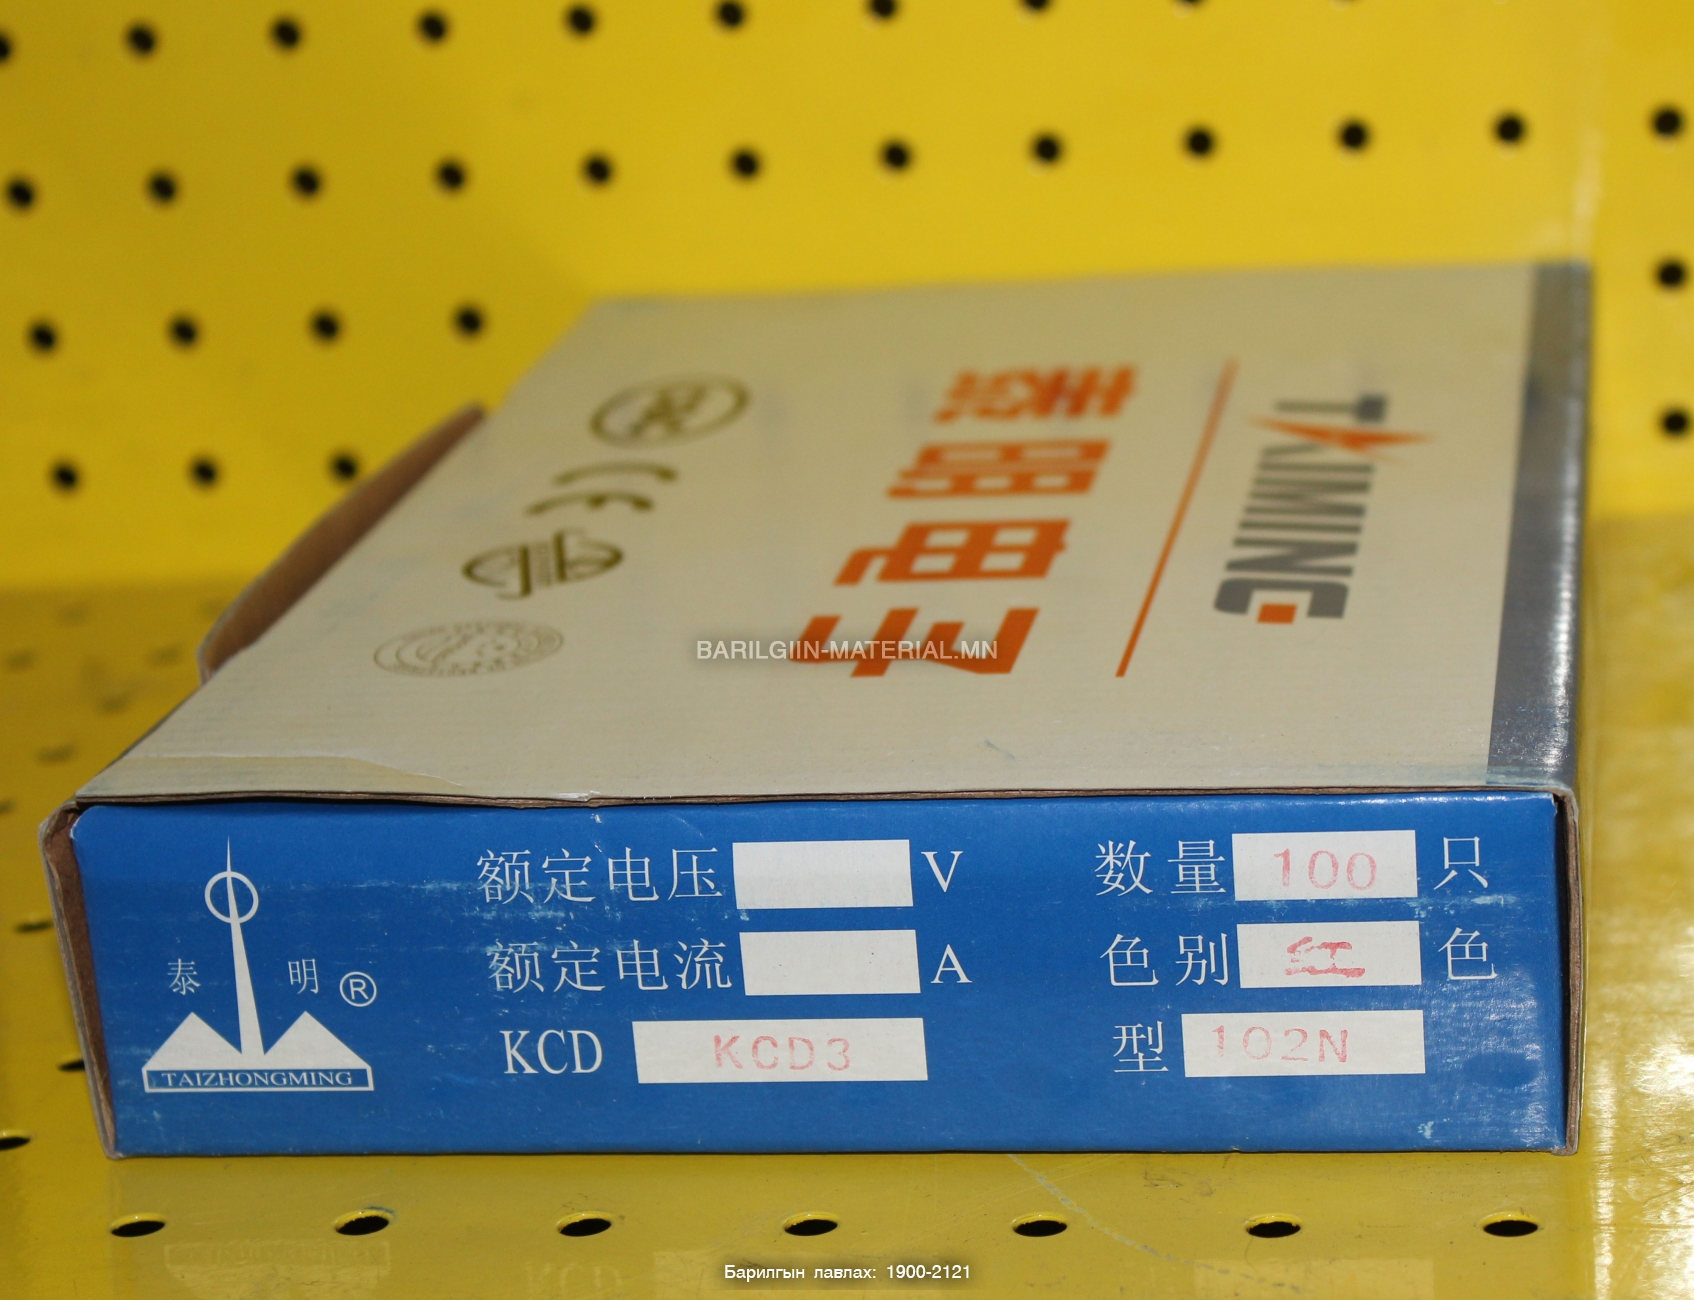 TAIMING
泰明电子
BARILGIIN-MATERIAL.MN
泰 明 ®
TAIZHONGMING
额定电压 V
额定电流 A
KCD KCD3
数量 100 只
色别 红 色
型 102N
Барилгын лавлах: 1900-2121